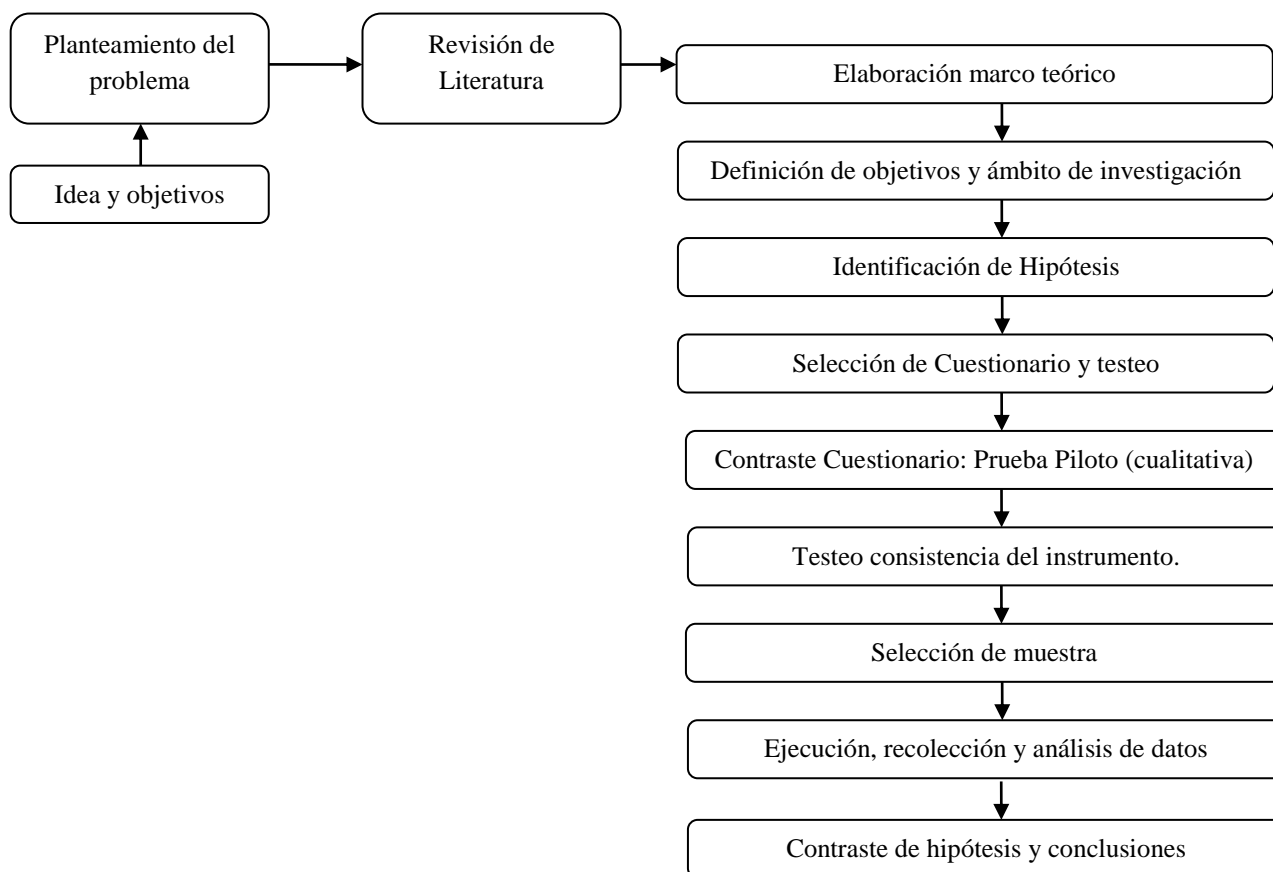 Planteamiento del
problema
Idea y objetivos
Revisión de
Literatura
Elaboración marco teórico
Definición de objetivos y ámbito de investigación
Identificación de Hipótesis
Selección de Cuestionario y testeo
Contraste Cuestionario: Prueba Piloto (cualitativa)
Testeo consistencia del instrumento.
Selección de muestra
Ejecución, recolección y análisis de datos
Contraste de hipótesis y conclusiones